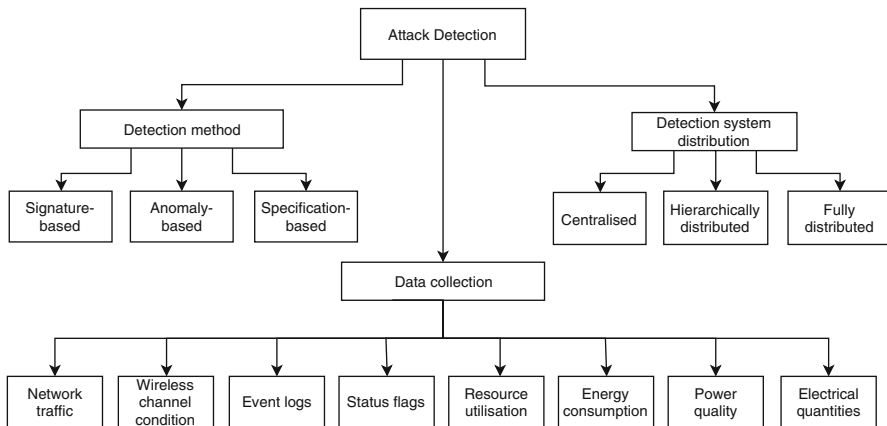 Attack Detection
Detection method
Detection system
distribution
Signature-
based
Anomaly-
based
Specification-
based
Centralised
Hierarchically
distributed
Fully
distributed
Data collection
Network
traffic
Wireless
channel
condition
Event logs
Status flags
Resource
utilisation
Energy
consumption
Power
quality
Electrical
quantities